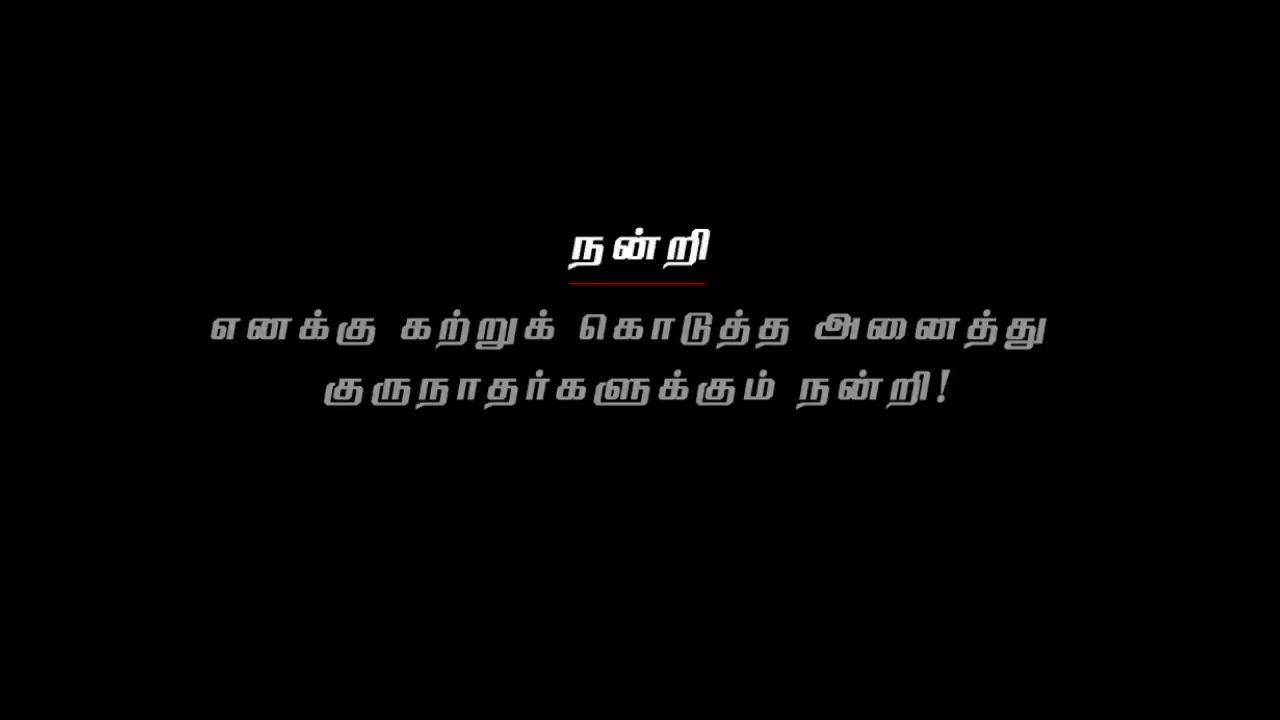 நன்றி
எனக்கு கற்றுக் கொடுத்த அனைத்து
குருநாதர்களுக்கும் நன்றி!